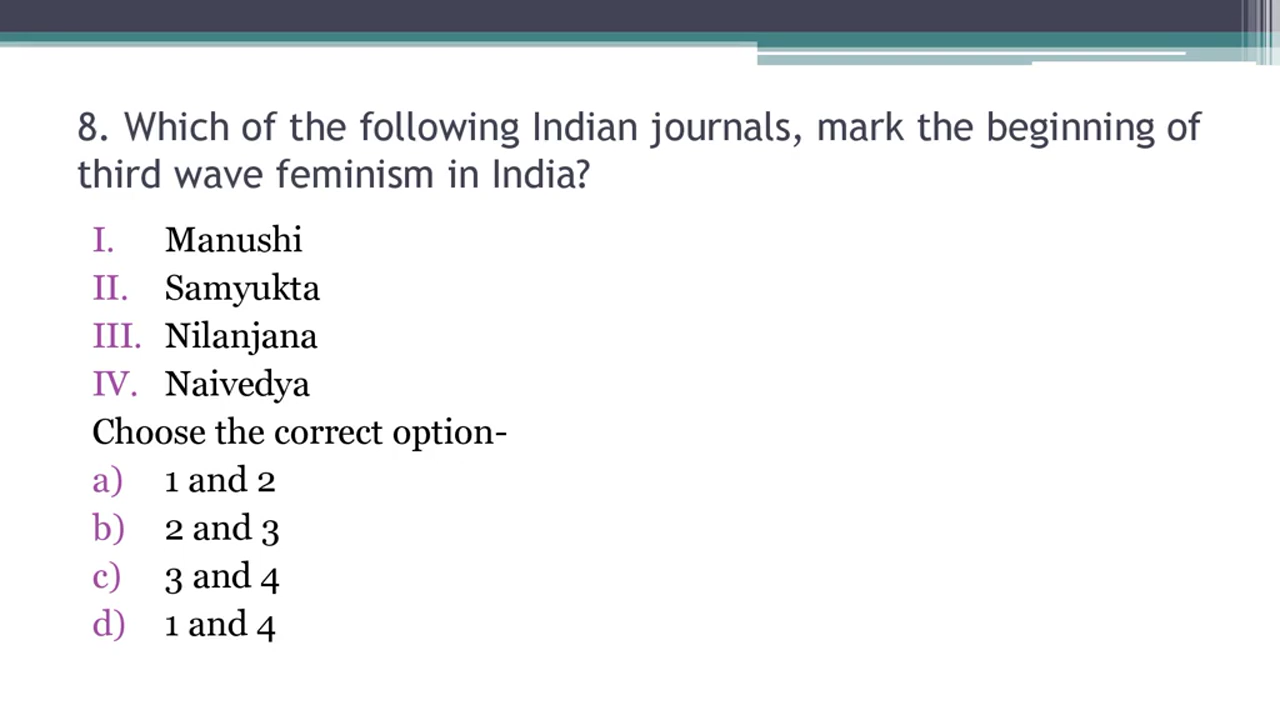 8. Which of the following Indian journals, mark the beginning of
third wave feminism in India?
I. Manushi
II. Samyukta
III. Nilanjana
IV. Naivedya
Choose the correct option-
a) 1 and 2
b) 2 and 3
c) 3 and 4
d) 1 and 4